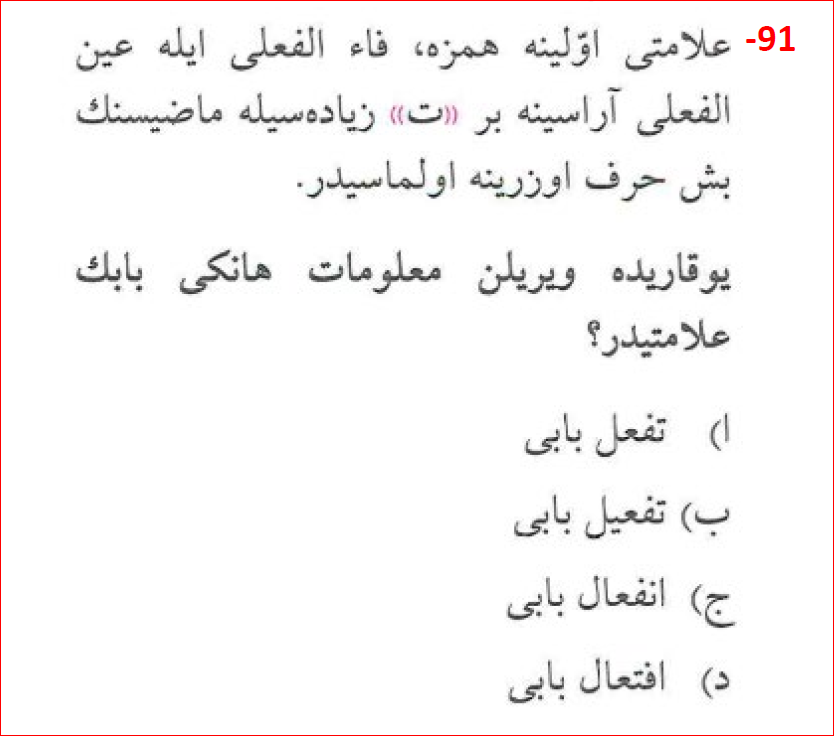 91-
علامتی اوّلینه همزه، فاء الفعلی ایله عین
الفعلی آراسینه بر «ت» زیاده‌سیله ماضیسنك
بش حرف اوزرینه اولماسیدر.
یوقاریده ویریلن معلومات هانکی بابك
علامتیدر؟
ا) تفعل بابی
ب) تفعیل بابی
ج) انفعال بابی
د) افتعال بابی